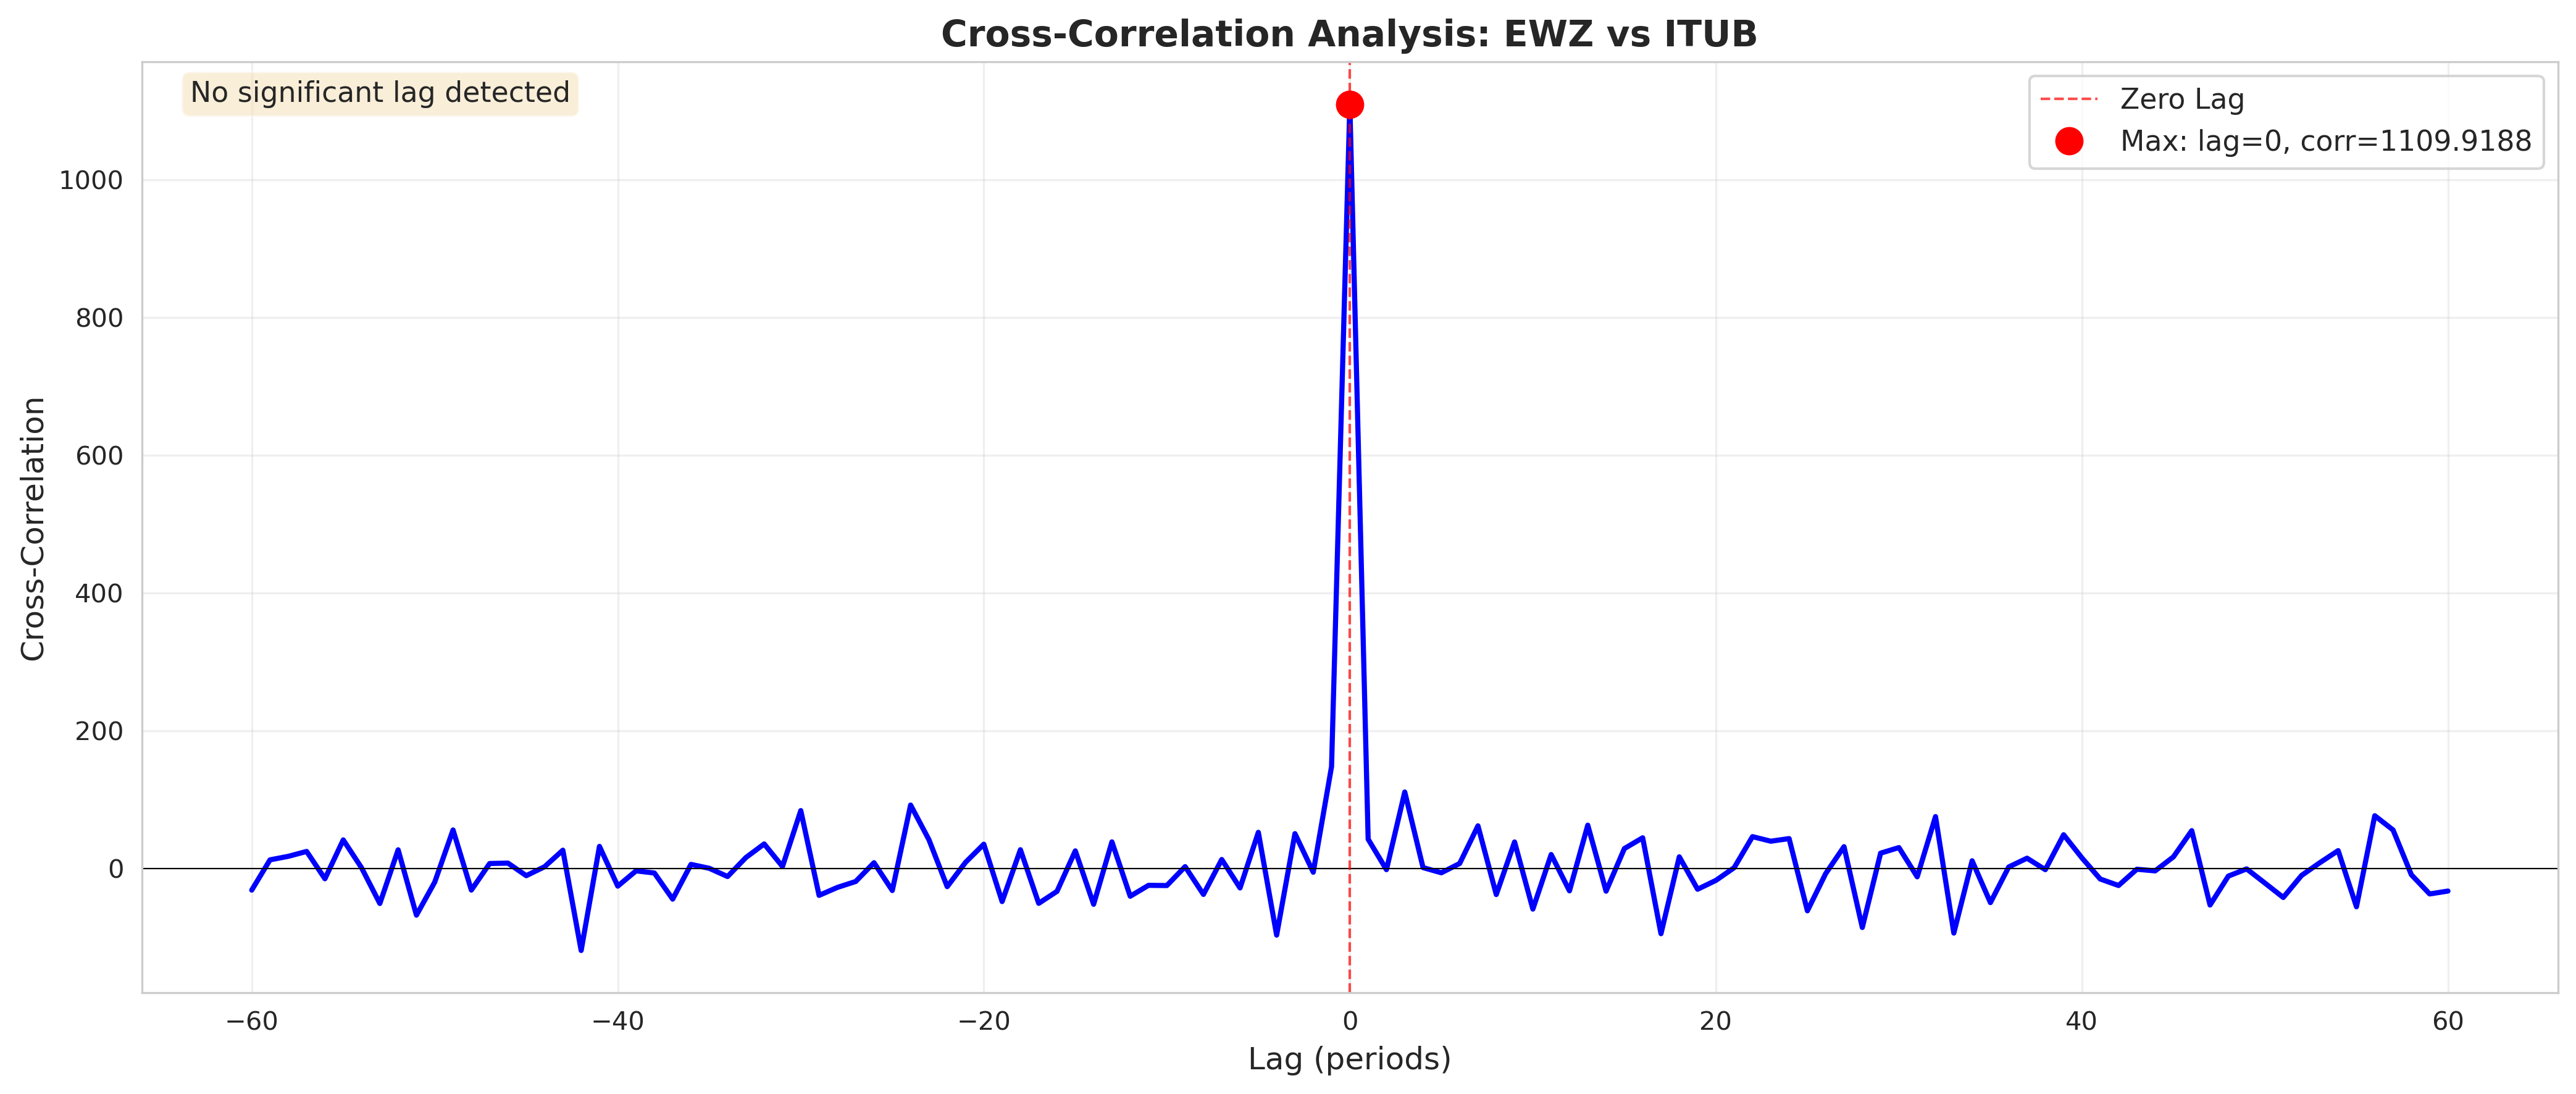 Cross-Correlation Analysis: EWZ vs ITUB
No significant lag detected
Zero Lag
Max: lag=0, corr=1109.9188
Cross-Correlation
1000
800
600
400
200
0
−60
−40
−20
0
20
40
60
Lag (periods)